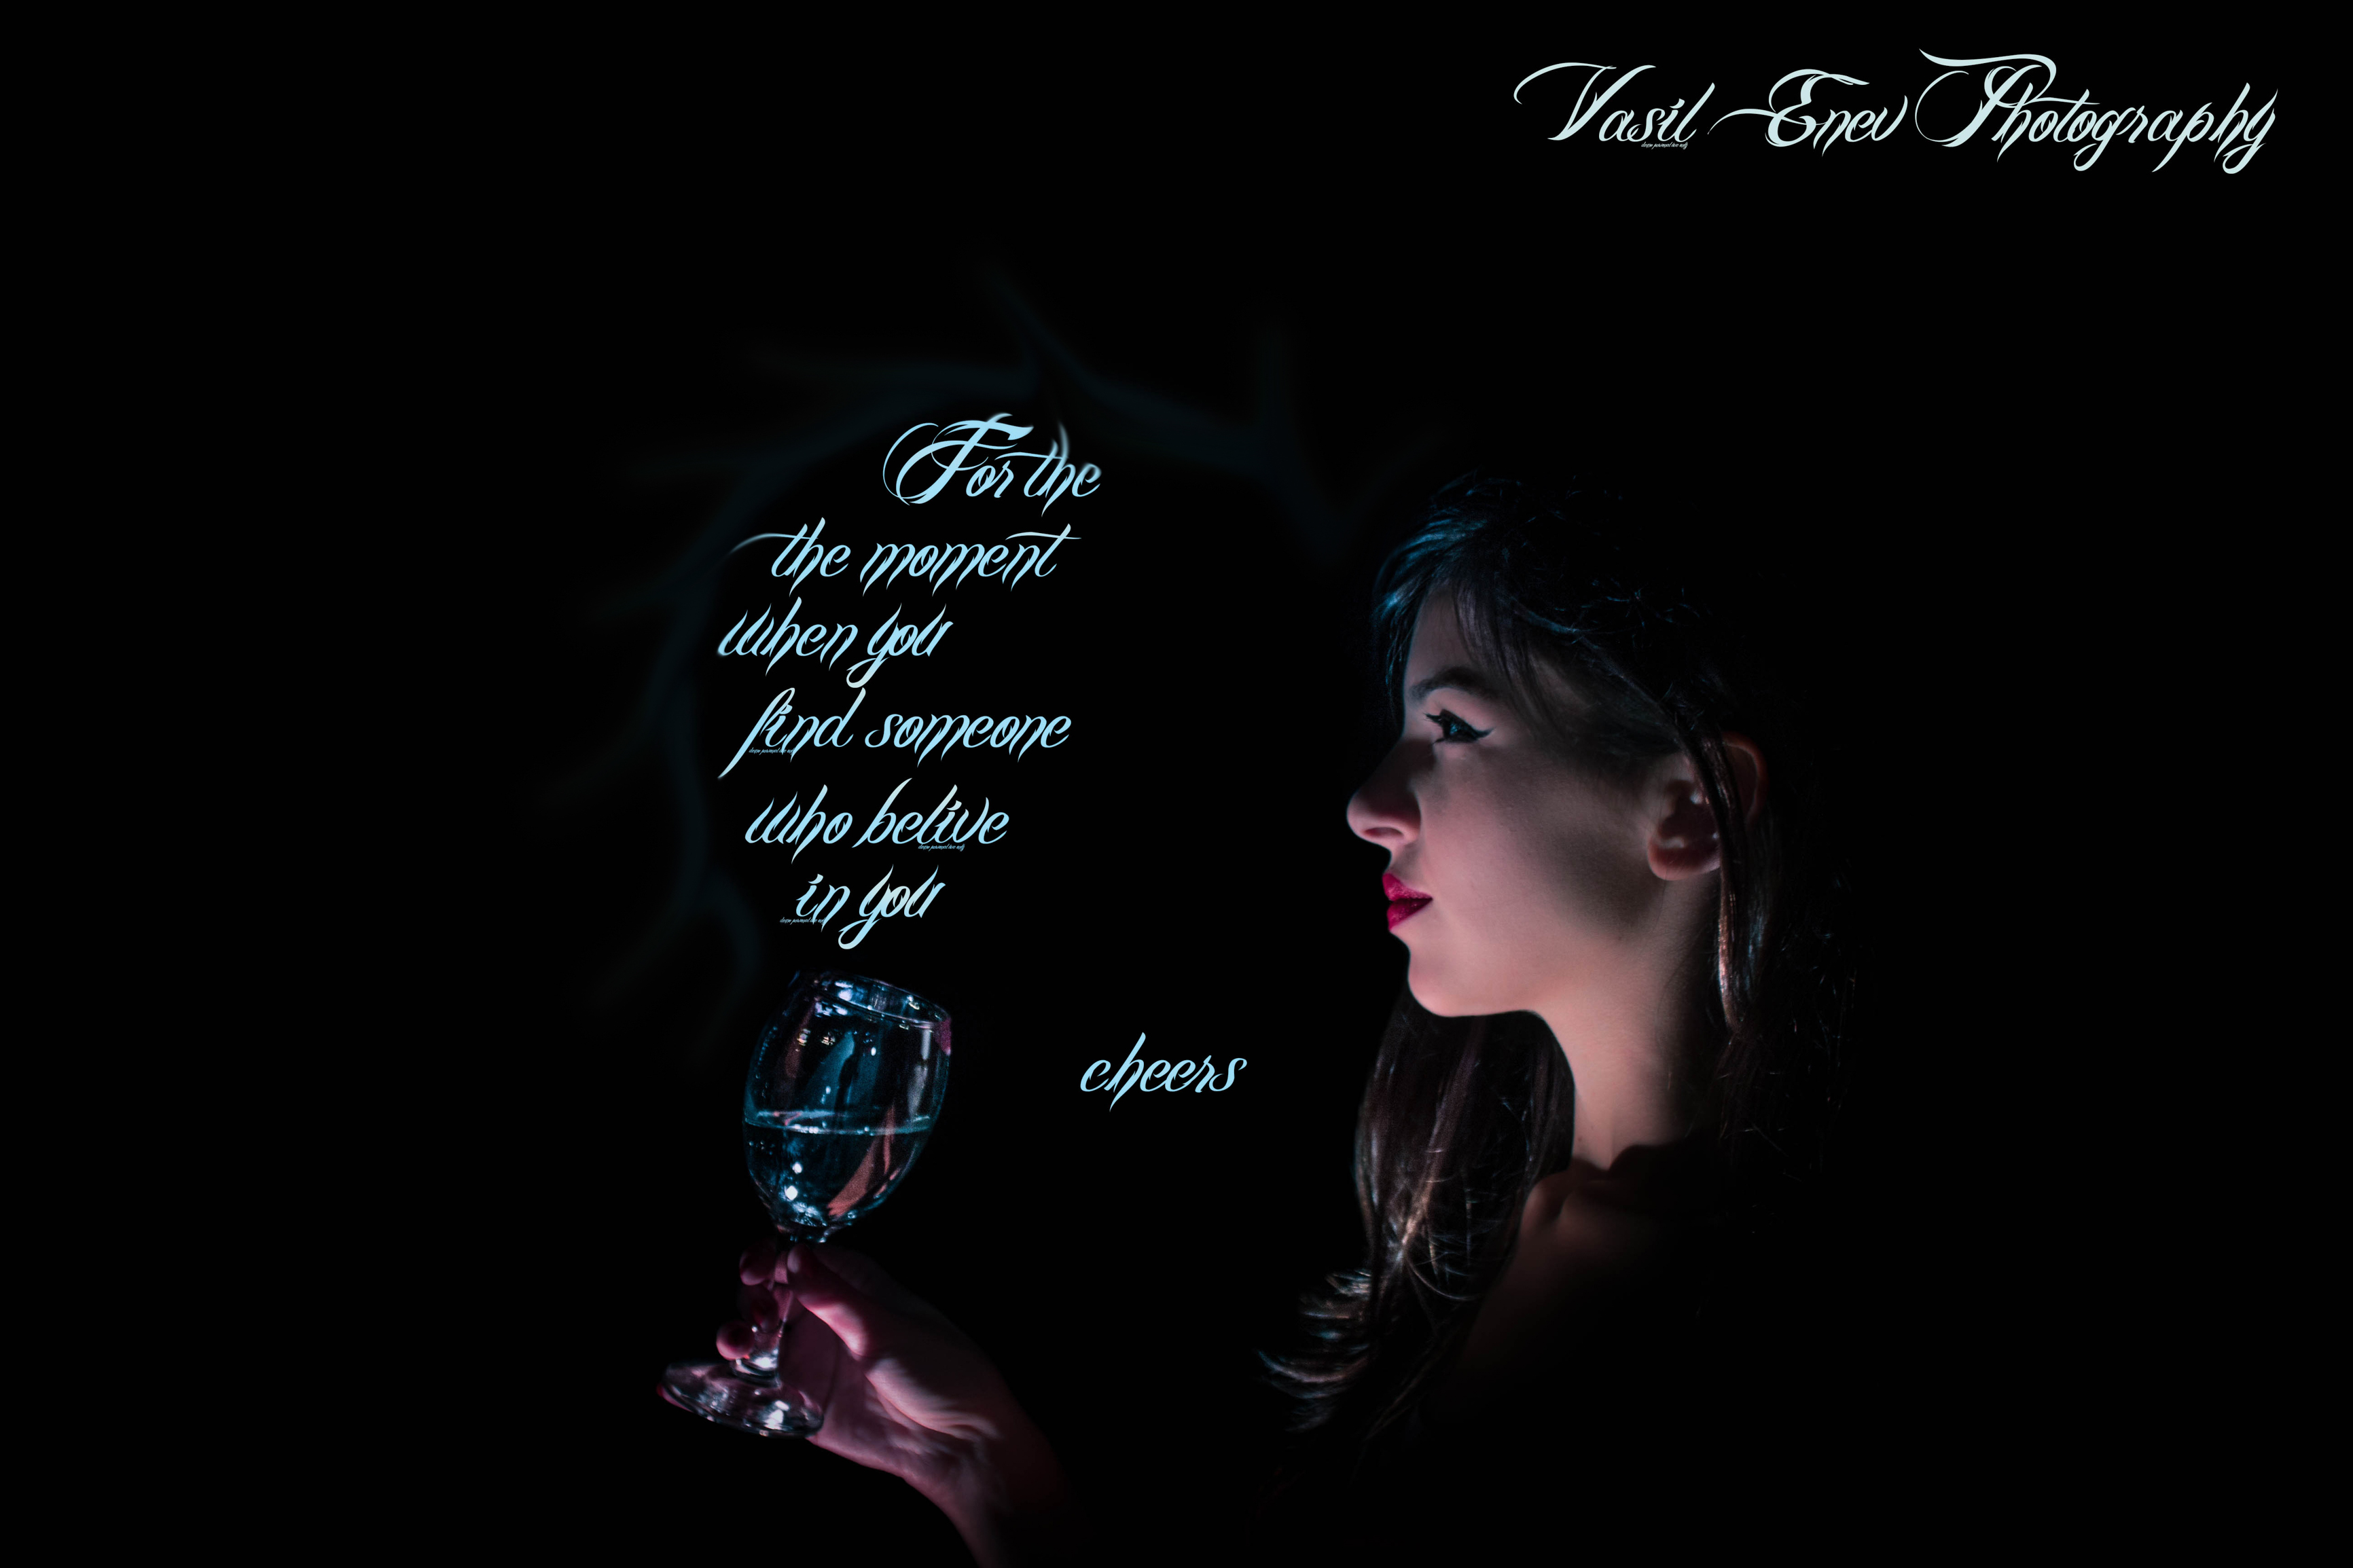 Vasil Enev Photography
For the
the moment
when you
find someone
who belive
in you
cheers